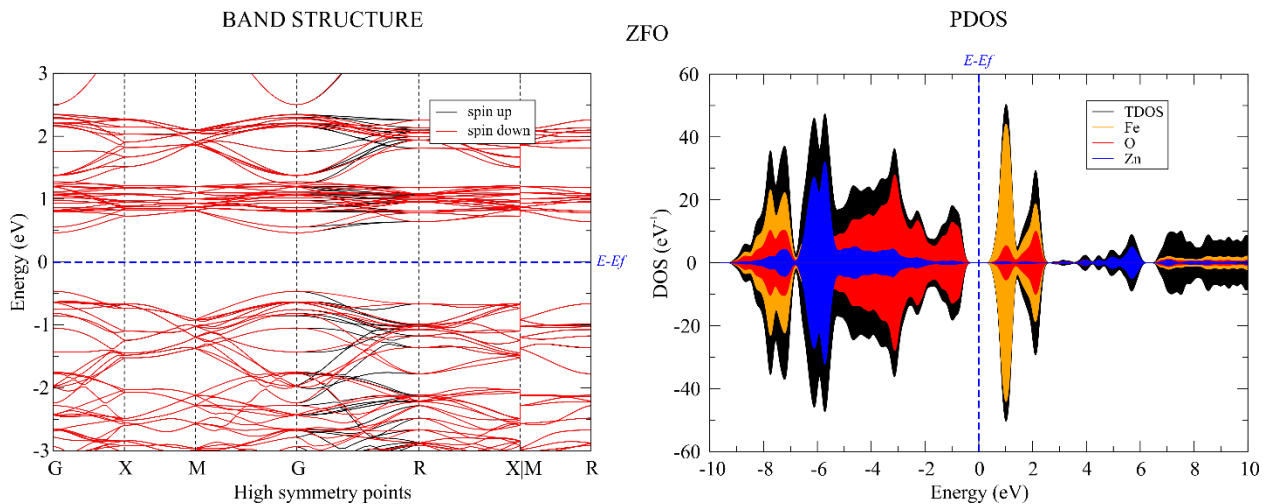 BAND STRUCTURE
ZFO
PDOS
3
2
1
0
-1
-2
-3
Energy (eV)
spin up
spin down
E-Ef
G
X
M
G
R
X|M
R
High symmetry points
E-Ef
60
40
20
0
-20
-40
-60
DOS (eV⁻¹)
TDOS
Fe
O
Zn
-10
-8
-6
-4
-2
0
2
4
6
8
10
Energy (eV)